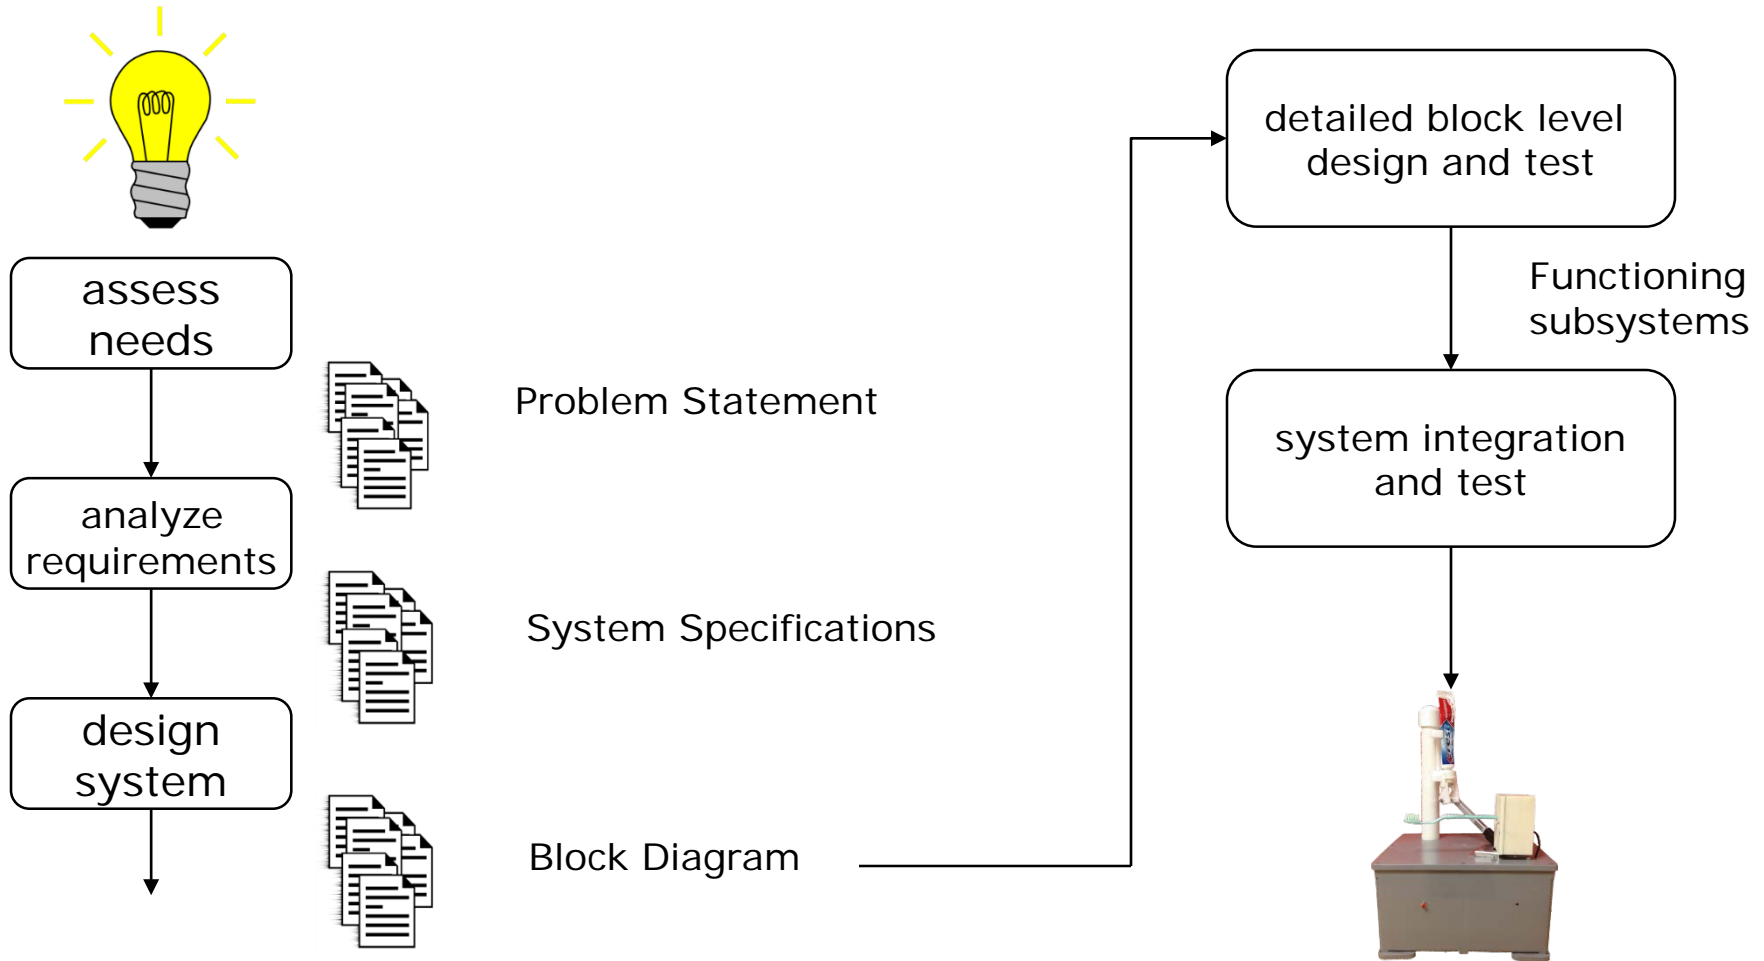 assess
needs
Problem Statement
analyze
requirements
System Specifications
design
system
Block Diagram
detailed block level
design and test
Functioning
subsystems
system integration
and test